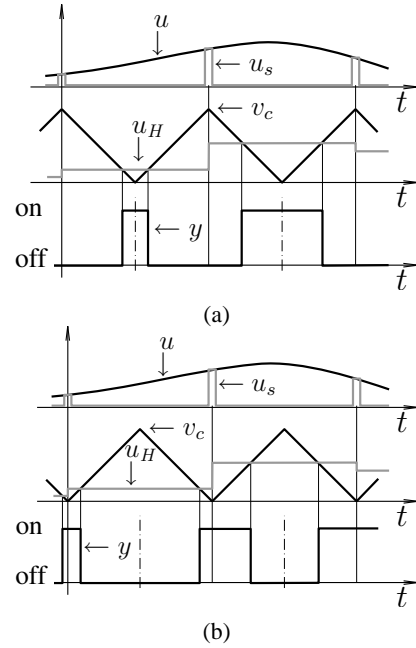 u
← u_s
t
u_H
← v_c
t
on
← y
off
t
(a)
u
← u_s
t
← v_c
u_H
t
on
← y
off
t
(b)